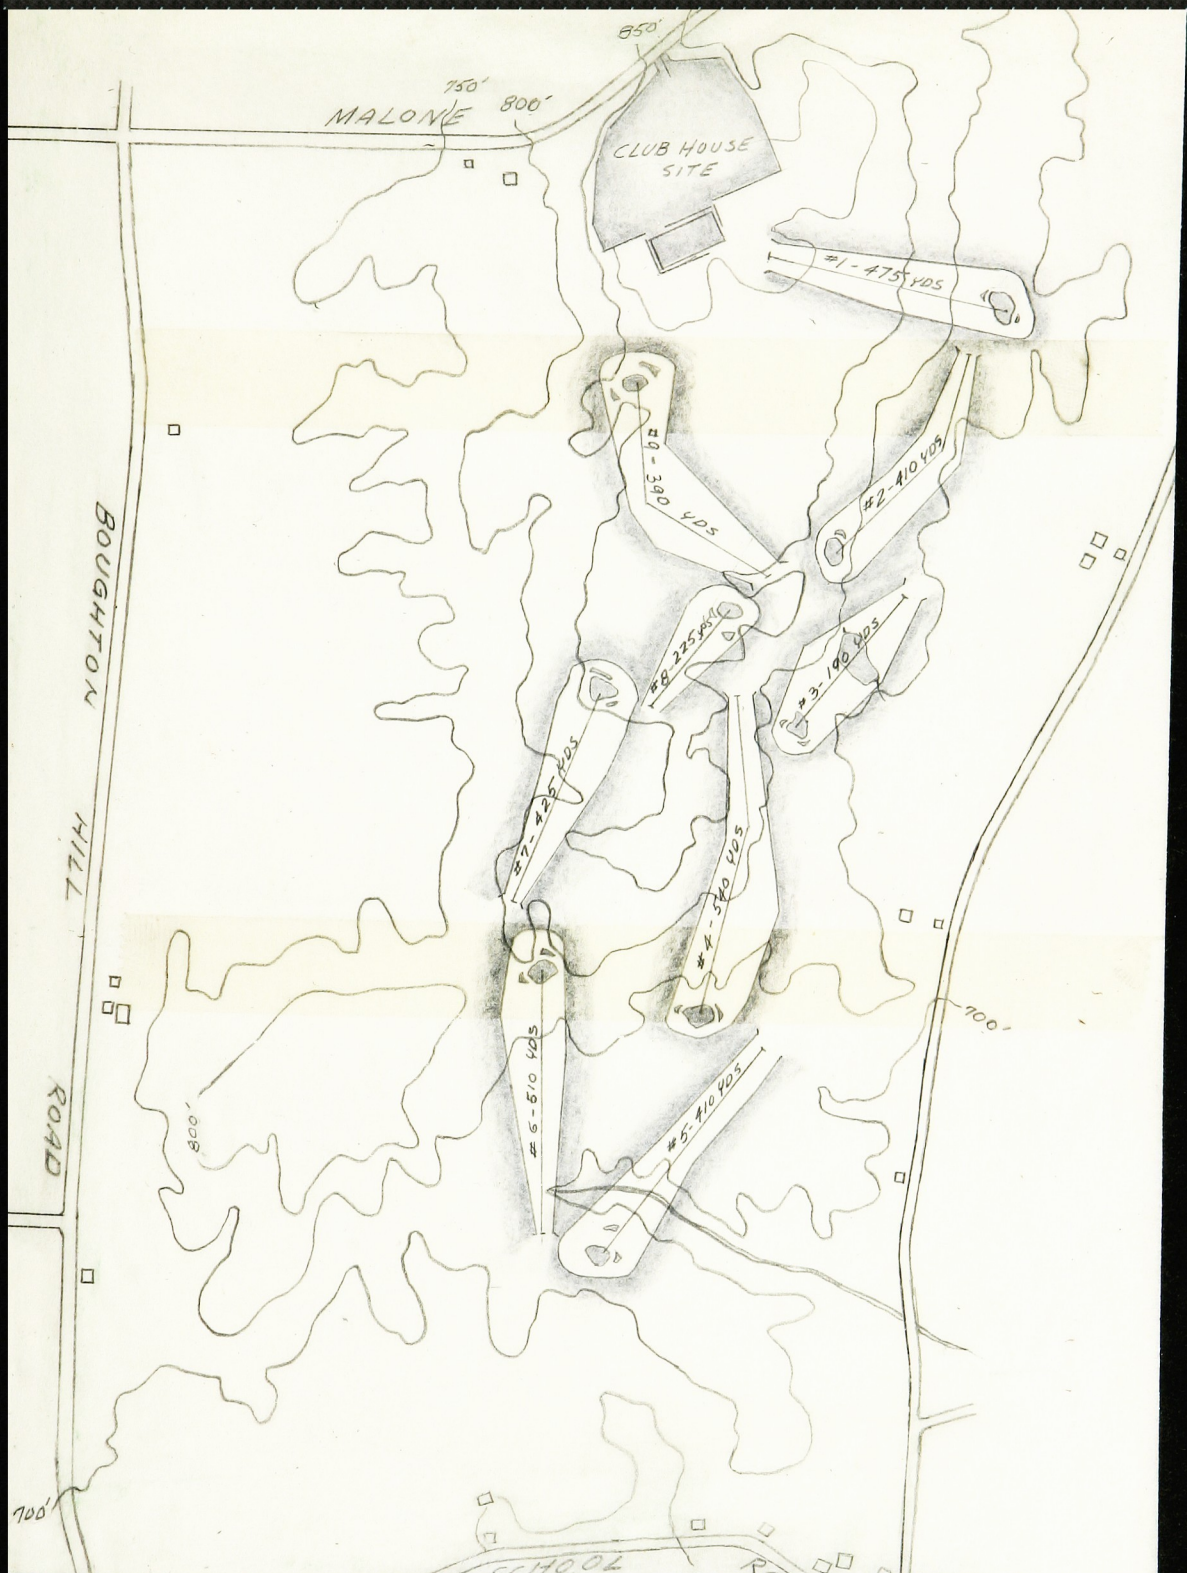 850'
750'
800'
MALONE
CLUB HOUSE
SITE
#1-475 YDS
#9-390 YDS
#2-410 YDS
#8-225 YDS
#3-190 YDS
BOUGHTON HILL ROAD
#7-425 YDS
#4-540 YDS
700'
#6-510 YDS
#5-410 YDS
800'
700'
SCHOOL